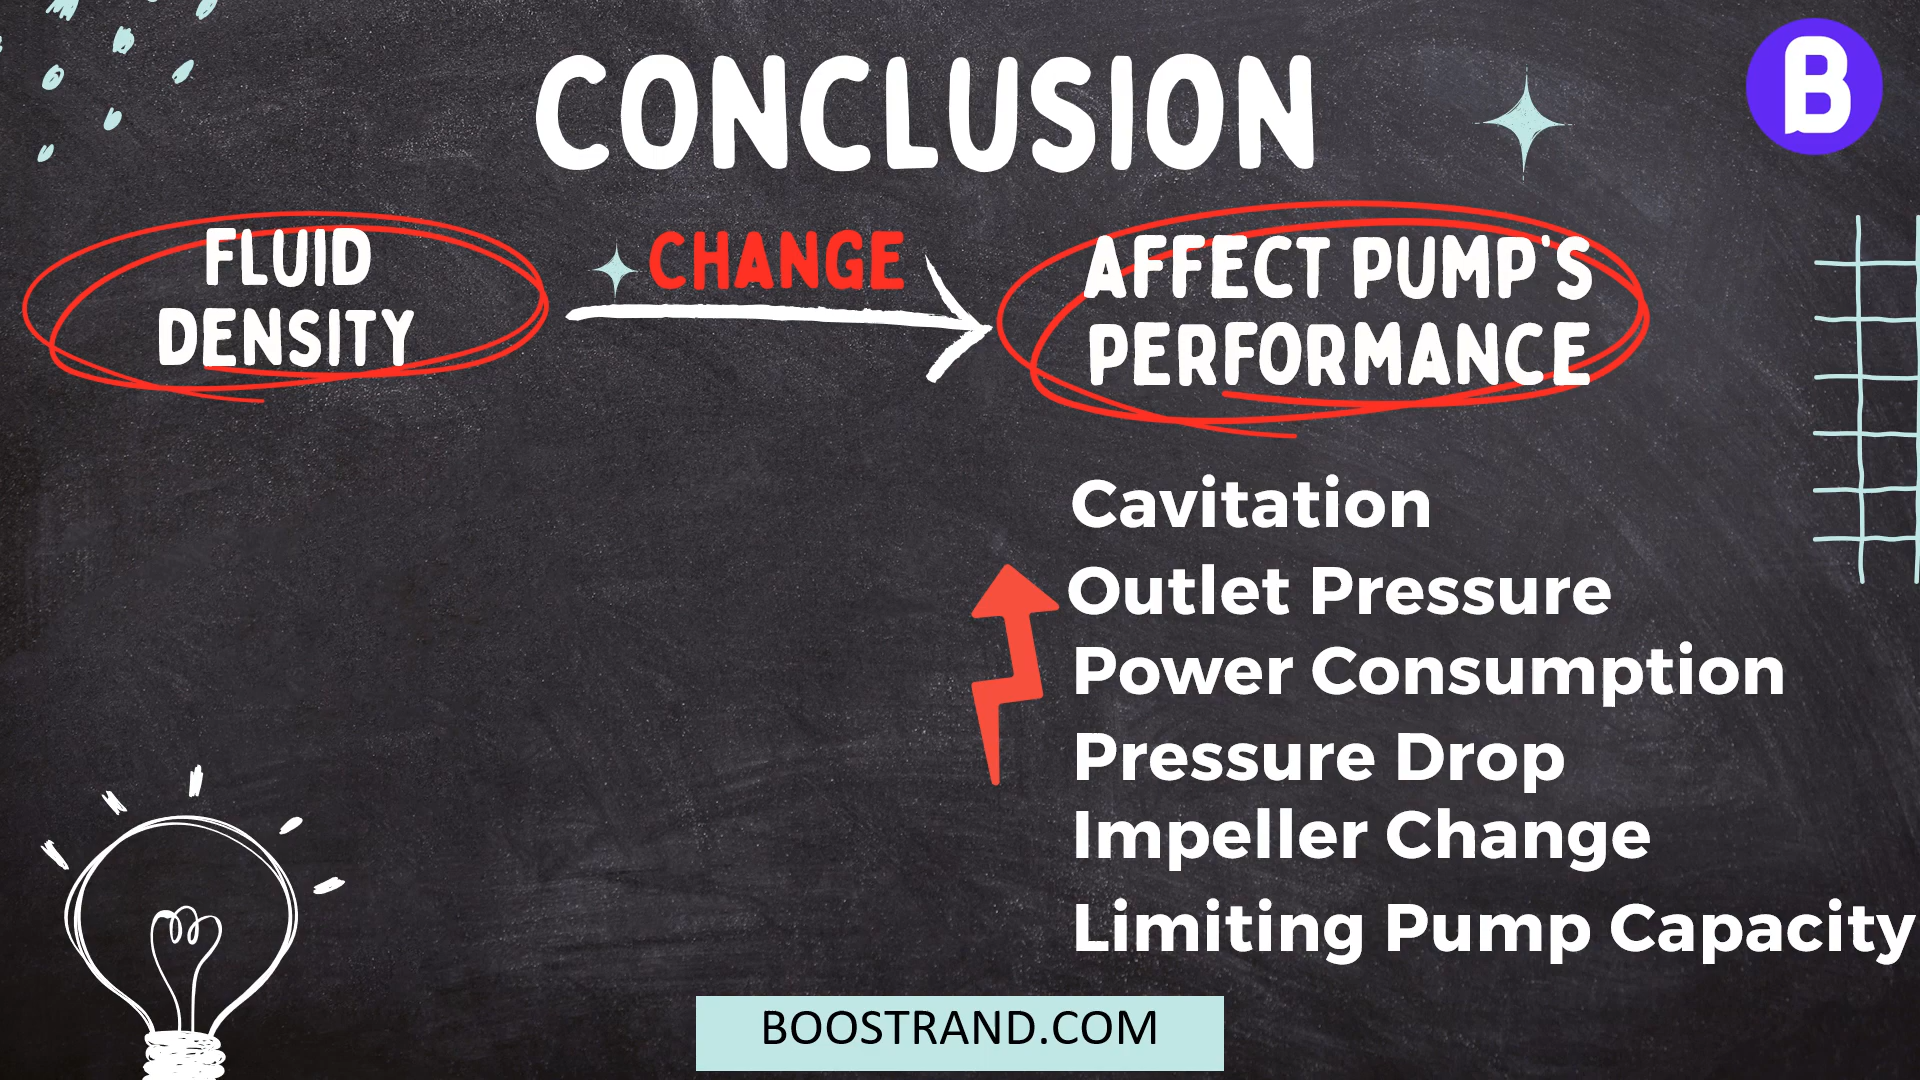 CONCLUSION
B
FLUID
DENSITY
CHANGE
AFFECT PUMP'S
PERFORMANCE
Cavitation
Outlet Pressure
Power Consumption
Pressure Drop
Impeller Change
Limiting Pump Capacity
BOOSTRAND.COM